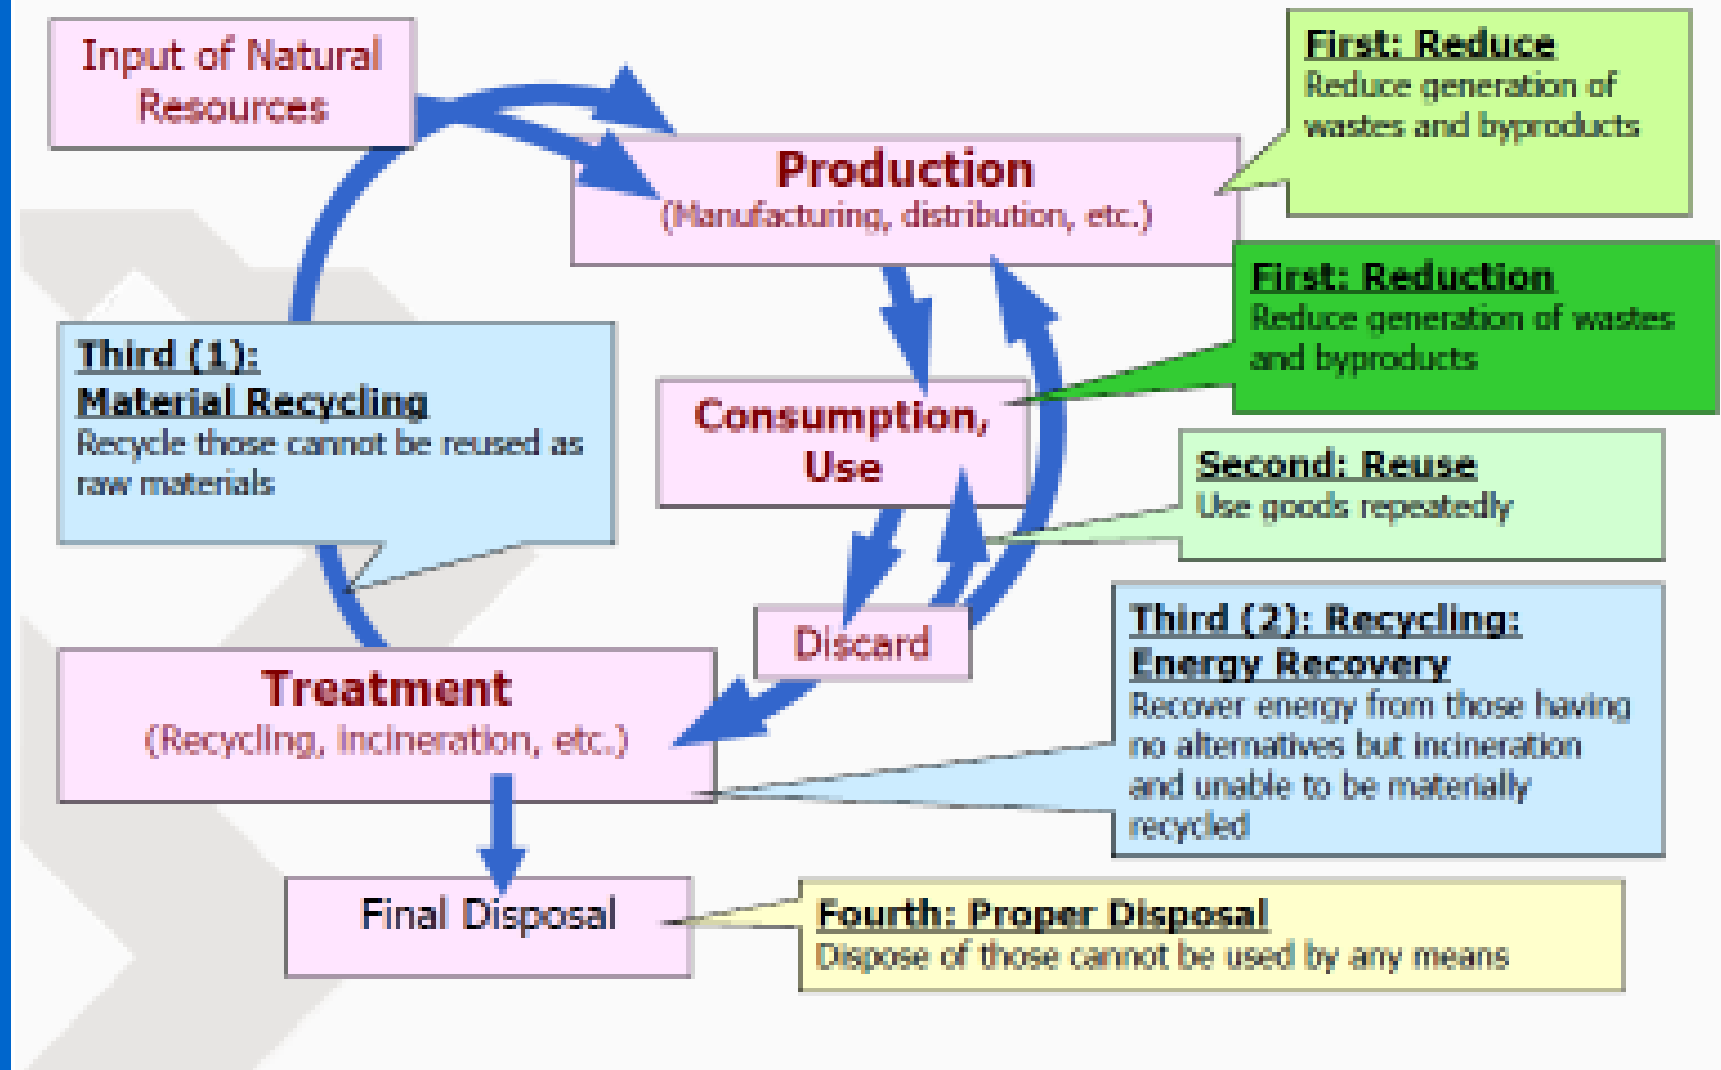 Input of Natural
Resources
First: Reduce
Reduce generation of
wastes and byproducts
Production
(Manufacturing, distribution, etc.)
First: Reduction
Reduce generation of wastes
and byproducts
Third (1):
Material Recycling
Recycle those cannot be reused as
raw materials
Consumption,
Use
Second: Reuse
Use goods repeatedly
Discard
Third (2): Recycling:
Energy Recovery
Recover energy from those having
no alternatives but incineration
and unable to be materially
recycled
Treatment
(Recycling, incineration, etc.)
Final Disposal
Fourth: Proper Disposal
Dispose of those cannot be used by any means